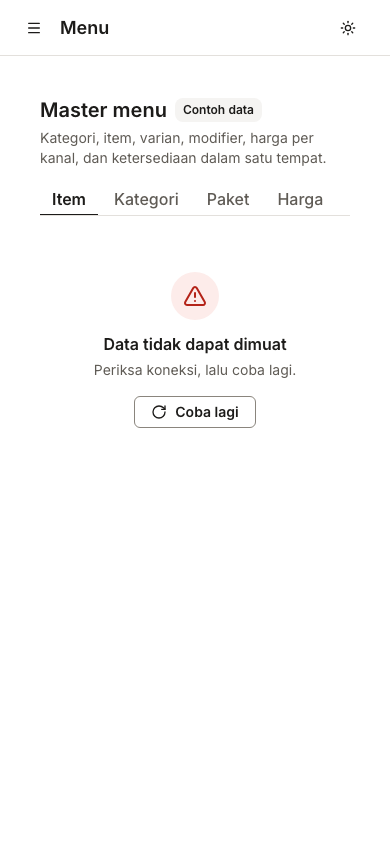 Menu
Master menu Contoh data
Kategori, item, varian, modifier, harga per
kanal, dan ketersediaan dalam satu tempat.
Item Kategori Paket Harga
Data tidak dapat dimuat
Periksa koneksi, lalu coba lagi.
Coba lagi